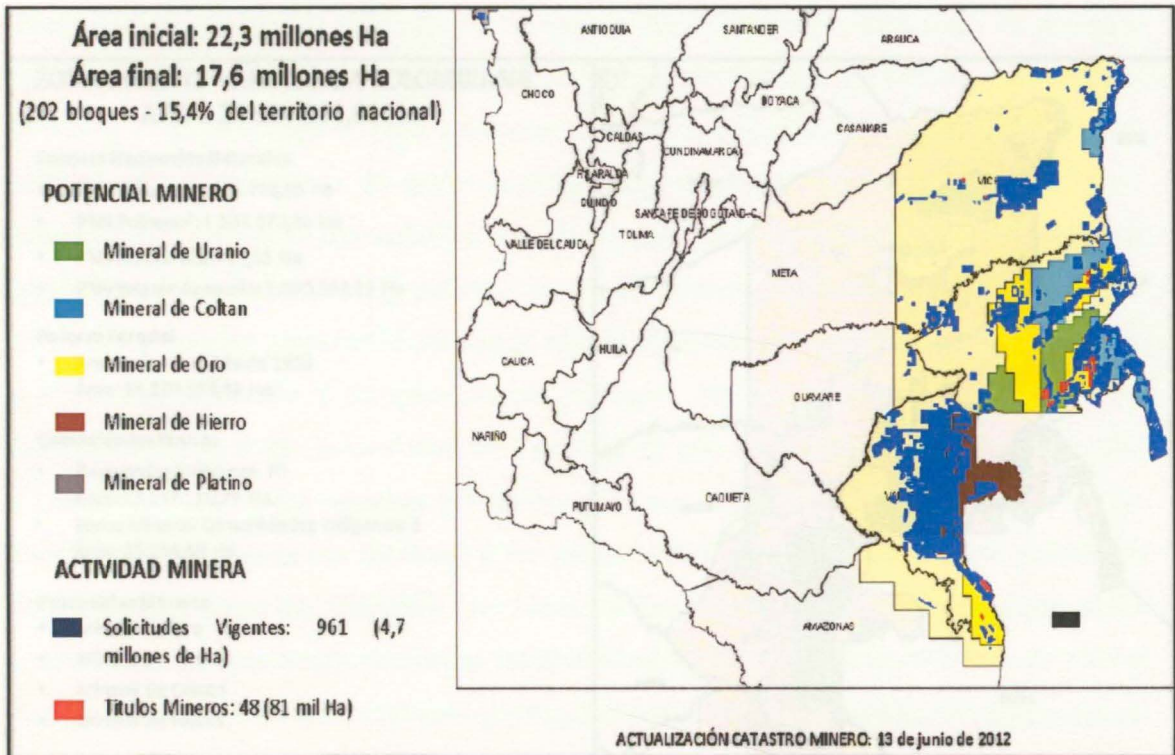 Área inicial: 22,3 millones Ha
Área final: 17,6 millones Ha
(202 bloques - 15,4% del territorio nacional)
POTENCIAL MINERO
Mineral de Uranio
Mineral de Coltan
Mineral de Oro
Mineral de Hierro
Mineral de Platino
ACTIVIDAD MINERA
Solicitudes Vigentes: 961 (4,7
millones de Ha)
Titulos Mineros: 48 (81 mil Ha)
ANTIOQUIA
SANTANDER
ARAUCA
CHOCO
BOYACA
CASANARE
CALDAS
CUNDINAMARCA
RISARALDA
QUINDIO
SANTAFE DE BOGOTA D.C
TOLIMA
VALLE DEL CAUCA
META
HUILA
CAUCA
GUAVIARE
NARIÑO
CAQUETA
PUTUMAYO
AMAZONAS
ACTUALIZACIÓN CATASTRO MINERO: 13 de junio de 2012